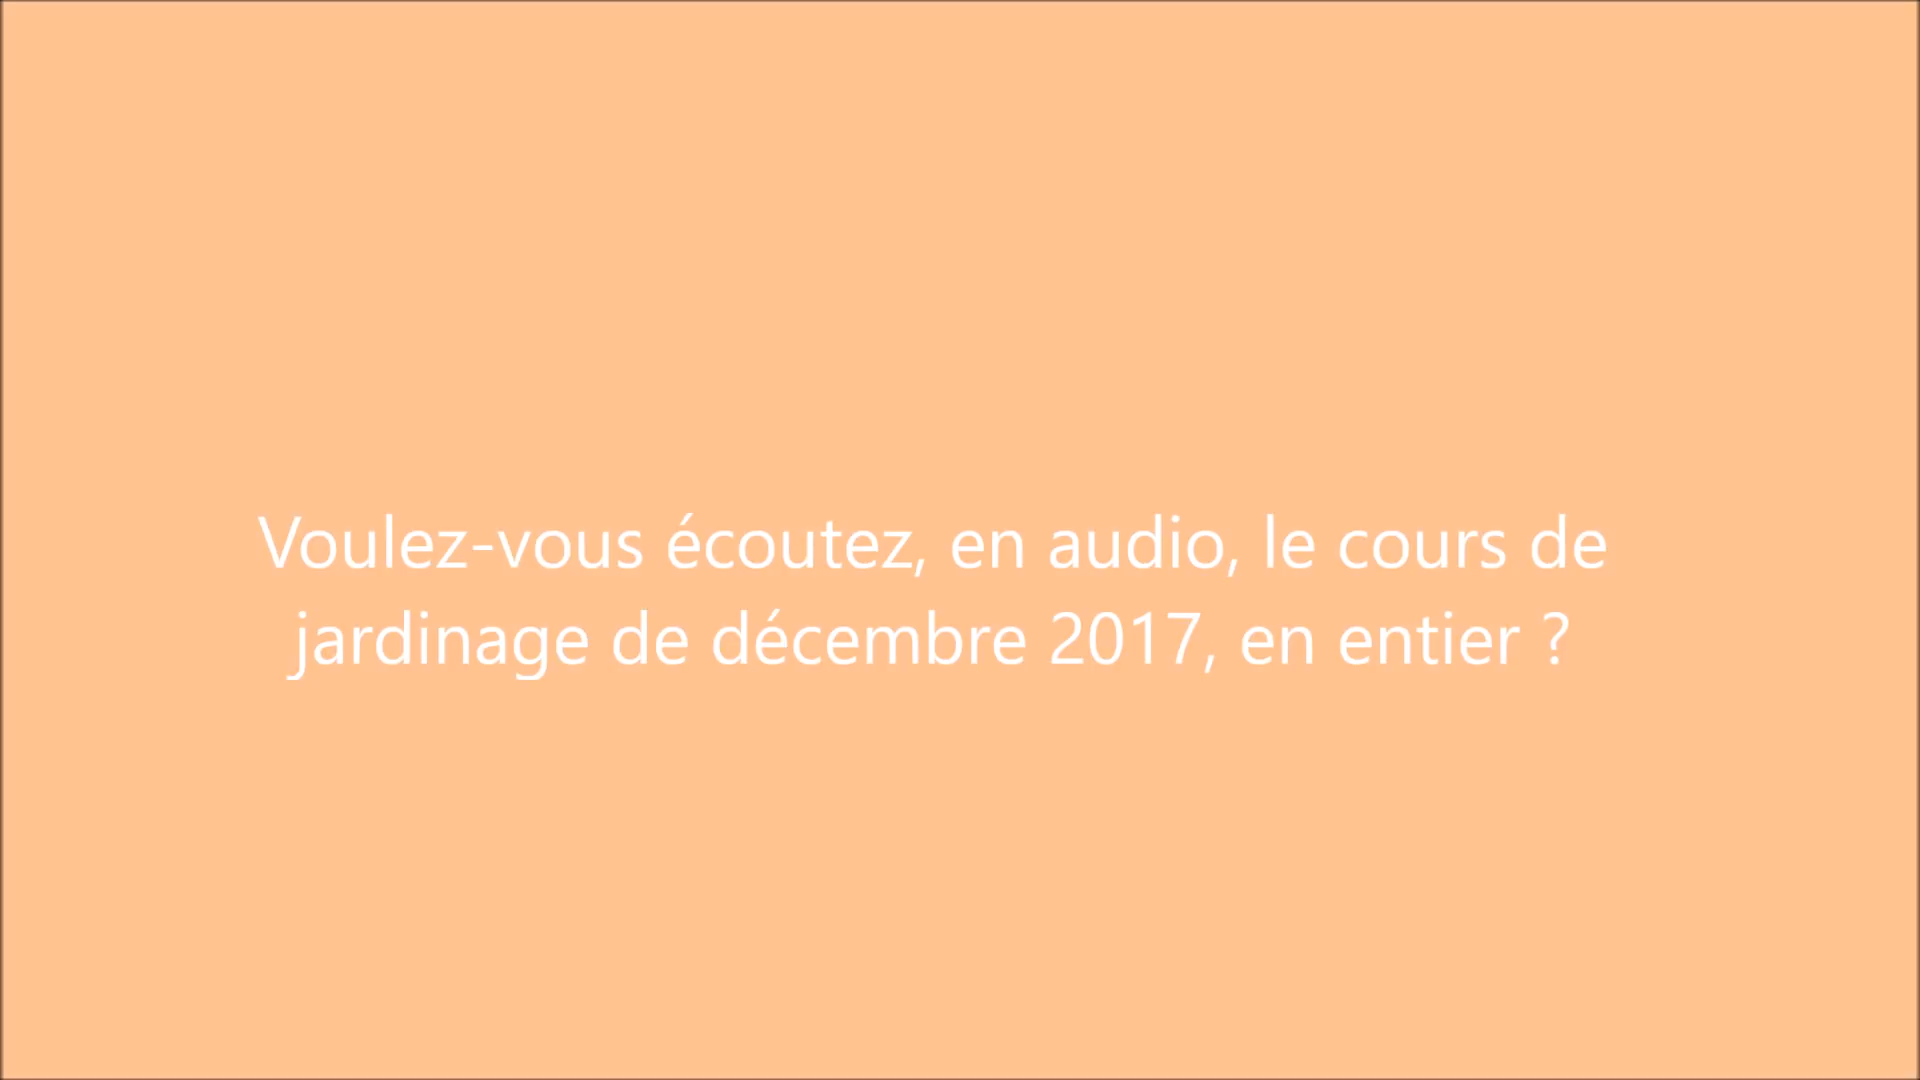 Voulez-vous écoutez, en audio, le cours de
jardinage de décembre 2017, en entier ?